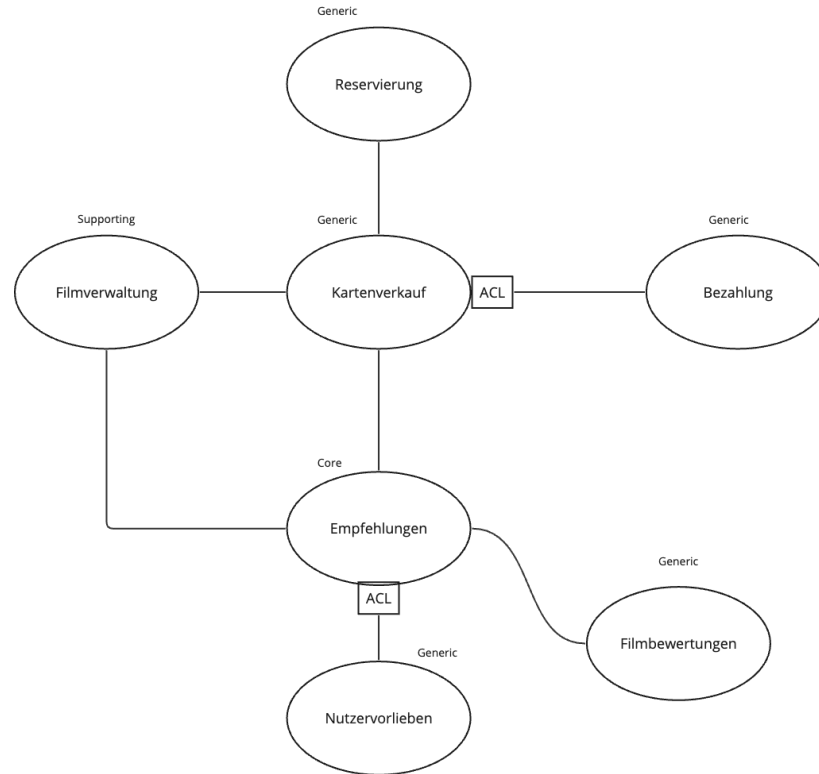 Generic
Reservierung
Supporting
Generic
Generic
Filmverwaltung
Kartenverkauf
ACL
Bezahlung
Core
Empfehlungen
Generic
ACL
Filmbewertungen
Generic
Nutzervorlieben